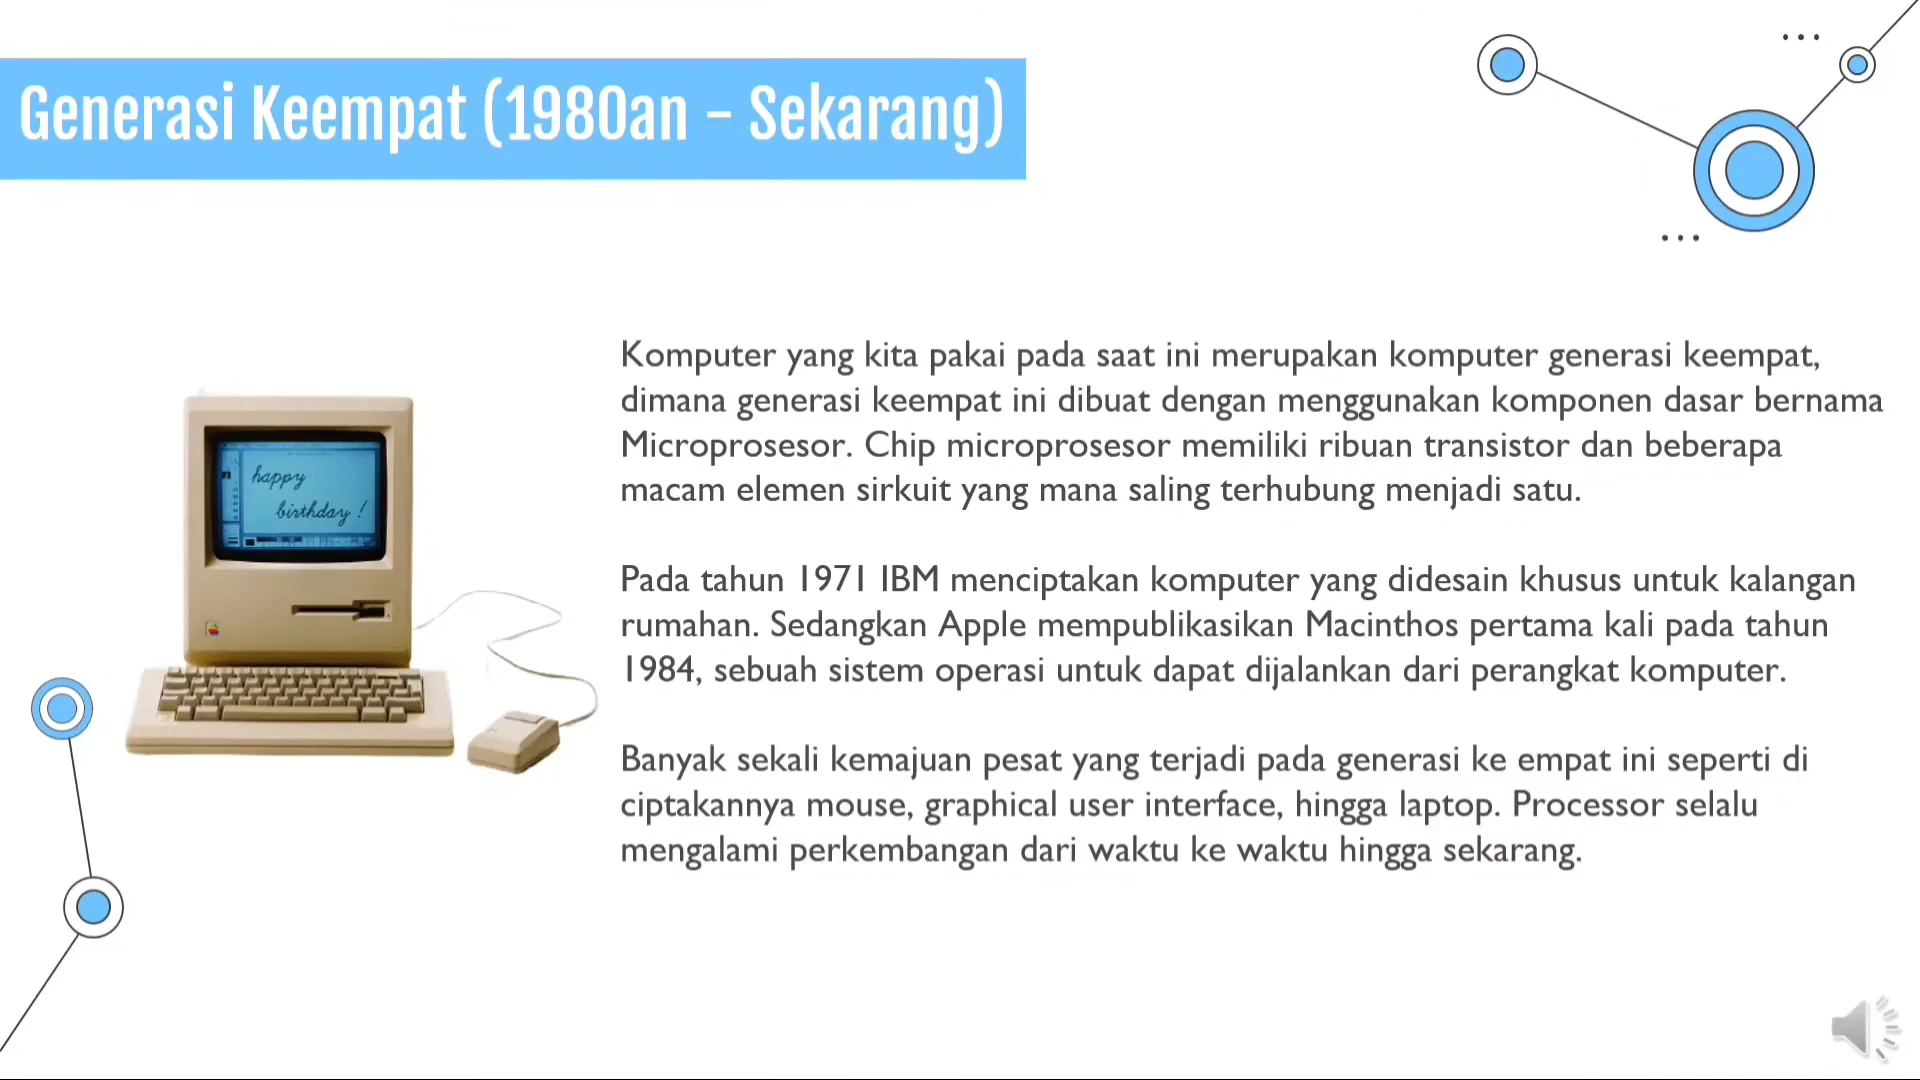 Generasi Keempat (1980an - Sekarang)
happy
birthday !
Komputer yang kita pakai pada saat ini merupakan komputer generasi keempat,
dimana generasi keempat ini dibuat dengan menggunakan komponen dasar bernama
Microprosesor. Chip microprosesor memiliki ribuan transistor dan beberapa
macam elemen sirkuit yang mana saling terhubung menjadi satu.
Pada tahun 1971 IBM menciptakan komputer yang didesain khusus untuk kalangan
rumahan. Sedangkan Apple mempublikasikan Macinthos pertama kali pada tahun
1984, sebuah sistem operasi untuk dapat dijalankan dari perangkat komputer.
Banyak sekali kemajuan pesat yang terjadi pada generasi ke empat ini seperti di
ciptakannya mouse, graphical user interface, hingga laptop. Processor selalu
mengalami perkembangan dari waktu ke waktu hingga sekarang.